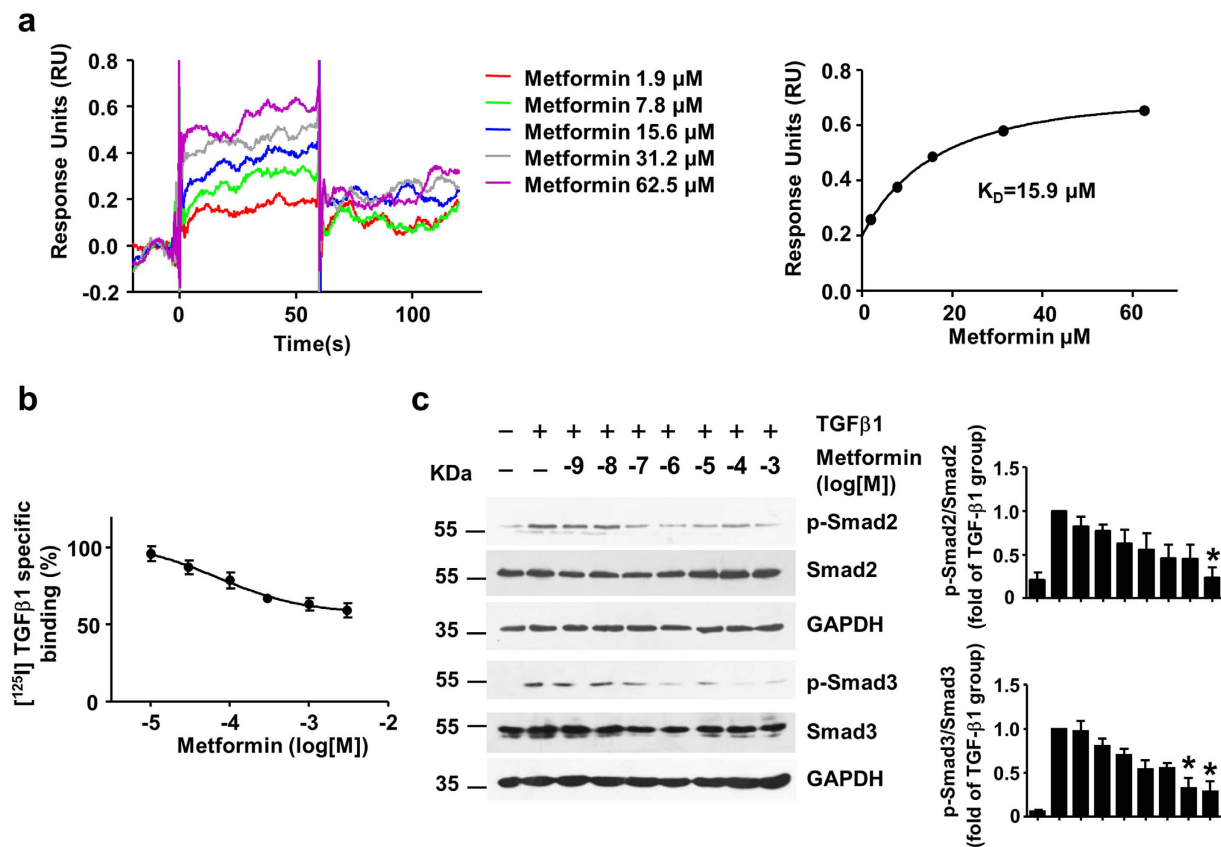 a
Response Units (RU)
0.8
0.6
0.4
0.2
0.0
-0.2
0
50
100
Time(s)
Metformin 1.9 µM
Metformin 7.8 µM
Metformin 15.6 µM
Metformin 31.2 µM
Metformin 62.5 µM
Response Units (RU)
0.8
0.6
0.4
0.2
0.0
K_D=15.9 µM
0
20
40
60
Metformin µM
b
[¹²⁵I] TGFβ1 specific
binding (%)
100
50
0
-5
-4
-3
-2
Metformin (log[M])
c
– + + + + + + + + TGFβ1
KDa – – -9 -8 -7 -6 -5 -4 -3 Metformin
(log[M])
55 p-Smad2
55 Smad2
35 GAPDH
55 p-Smad3
55 Smad3
35 GAPDH
p-Smad2/Smad2
(fold of TGF-β1 group)
1.5
1.0
0.5
0
*
p-Smad3/Smad3
(fold of TGF-β1 group)
1.5
1.0
0.5
0
* *